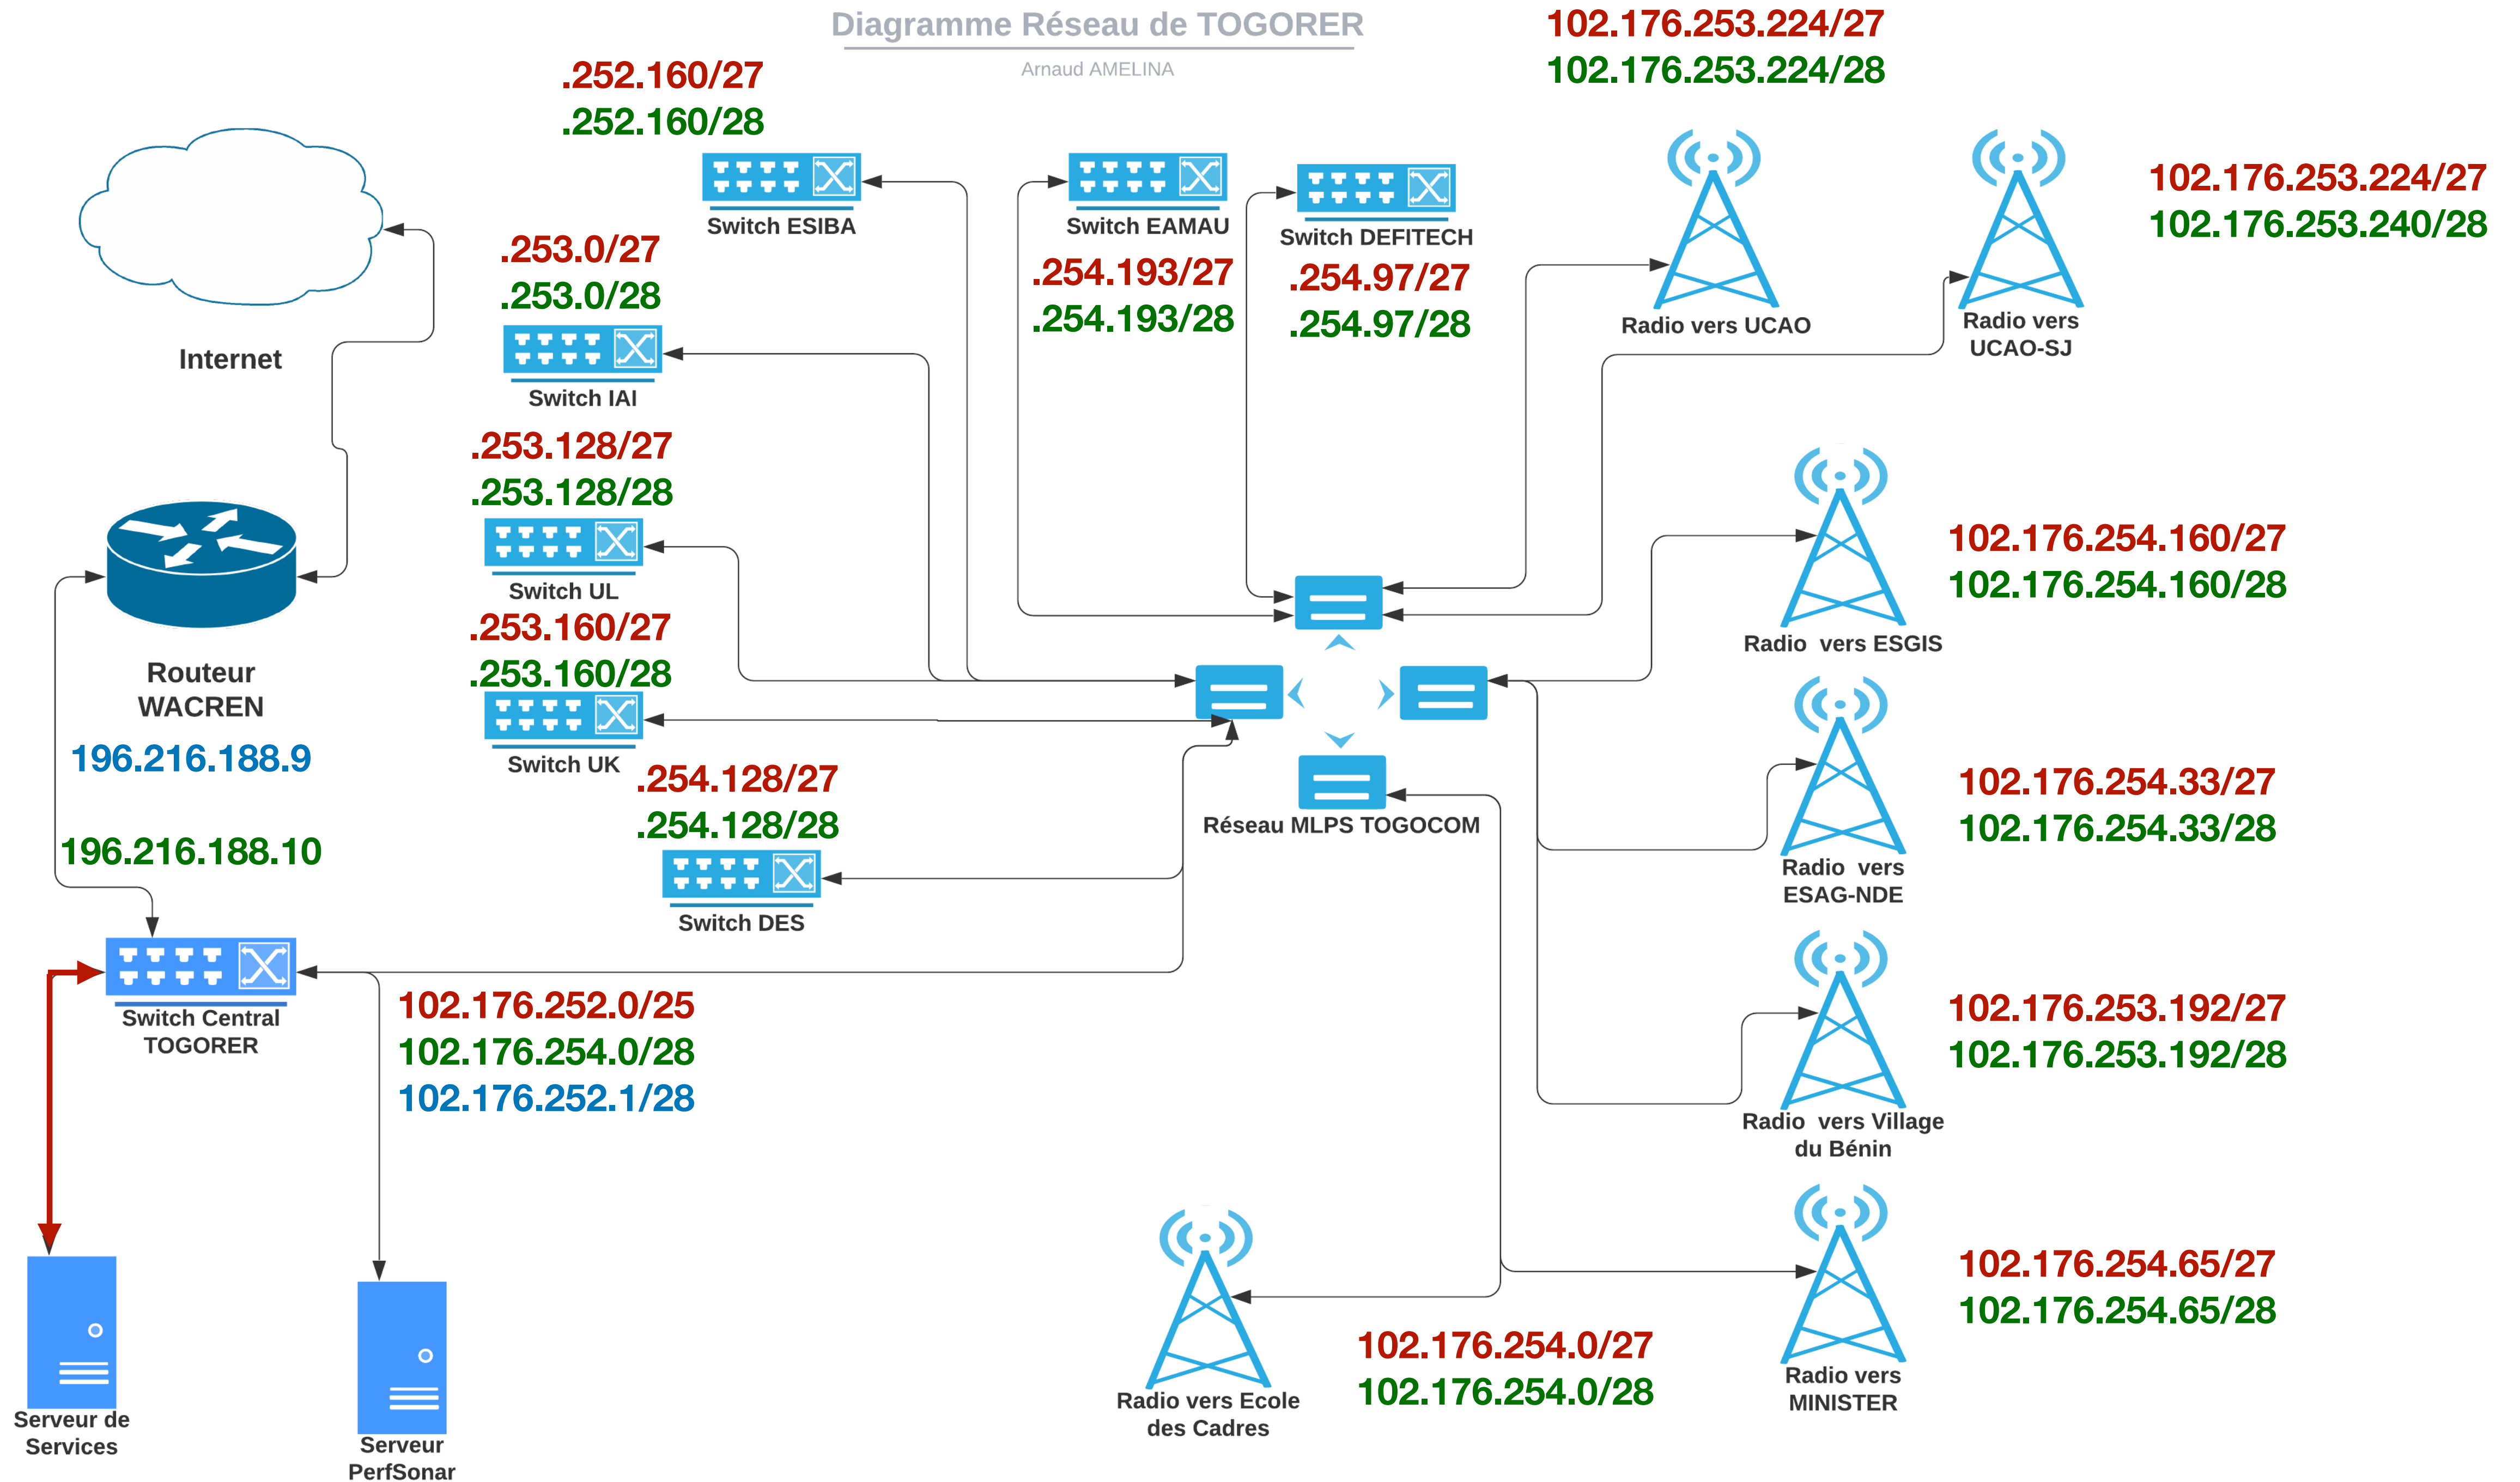 Diagramme Réseau de TOGORER
Arnaud AMELINA
102.176.253.224/27
102.176.253.224/28
.252.160/27
.252.160/28
Switch ESIBA
Switch EAMAU
.254.193/27
.254.193/28
Switch DEFITECH
.254.97/27
.254.97/28
Radio vers UCAO
102.176.253.224/27
102.176.253.240/28
Radio vers
UCAO-SJ
Internet
.253.0/27
.253.0/28
Switch IAI
.253.128/27
.253.128/28
Switch UL
.253.160/27
.253.160/28
Switch UK
102.176.254.160/27
102.176.254.160/28
Radio  vers ESGIS
Routeur
WACREN
196.216.188.9
196.216.188.10
.254.128/27
.254.128/28
Switch DES
Réseau MLPS TOGOCOM
102.176.254.33/27
102.176.254.33/28
Radio  vers
ESAG-NDE
Switch Central
TOGORER
102.176.252.0/25
102.176.254.0/28
102.176.252.1/28
102.176.253.192/27
102.176.253.192/28
Radio  vers Village
du Bénin
102.176.254.65/27
102.176.254.65/28
Radio vers
MINISTER
102.176.254.0/27
102.176.254.0/28
Radio vers Ecole
des Cadres
Serveur de
Services
Serveur
PerfSonar